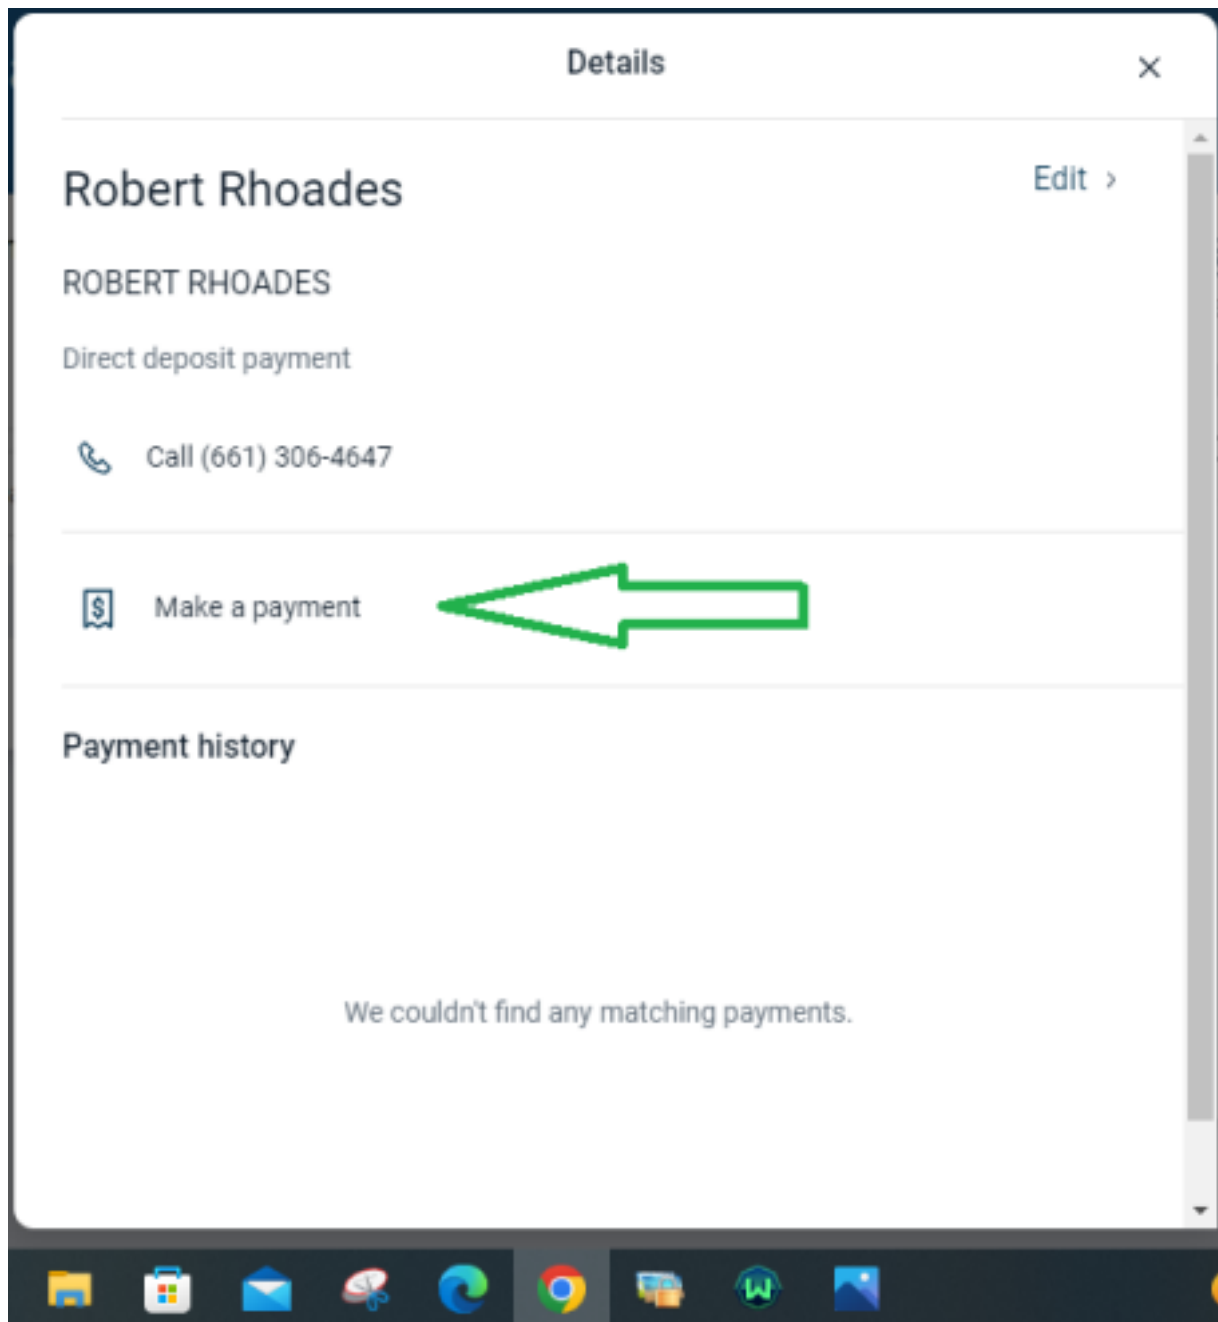 Details
Robert Rhoades
Edit
ROBERT RHOADES
Direct deposit payment
Call (661) 306-4647
Make a payment
Payment history
We couldn't find any matching payments.